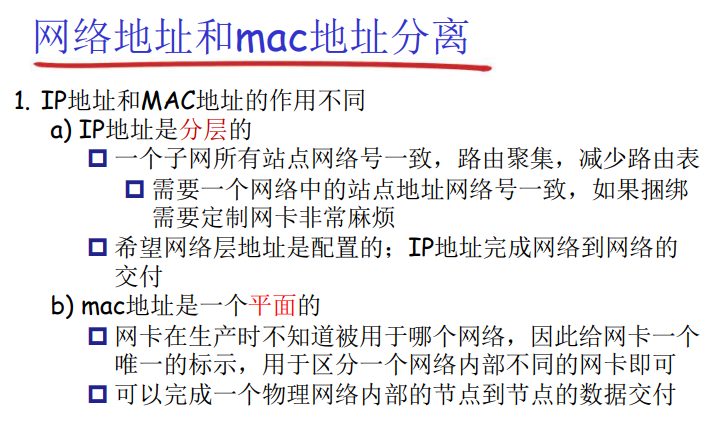 网络地址和mac地址分离
1. IP地址和MAC地址的作用不同
a) IP地址是分层的
一个子网所有站点网络号一致，路由聚集，减少路由表
需要一个网络中的站点地址网络号一致，如果捆绑
需要定制网卡非常麻烦
希望网络层地址是配置的；IP地址完成网络到网络的
交付
b) mac地址是一个平面的
网卡在生产时不知道被用于哪个网络，因此给网卡一个
唯一的标示，用于区分一个网络内部不同的网卡即可
可以完成一个物理网络内部的节点到节点的数据交付